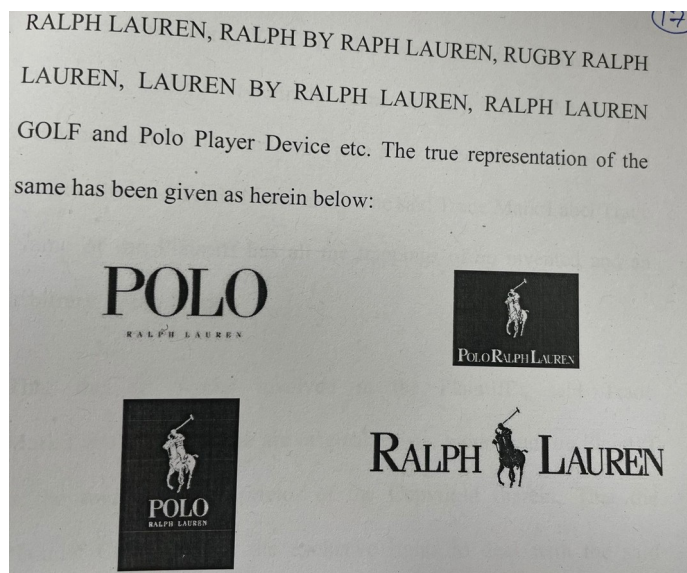 17
RALPH LAUREN, RALPH BY RAPH LAUREN, RUGBY RALPH
LAUREN, LAUREN BY RALPH LAUREN, RALPH LAUREN
GOLF and Polo Player Device etc. The true representation of the
same has been given as herein below:
POLO
RALPH LAUREN
POLO RALPH LAUREN
POLO
RALPH LAUREN
RALPH LAUREN